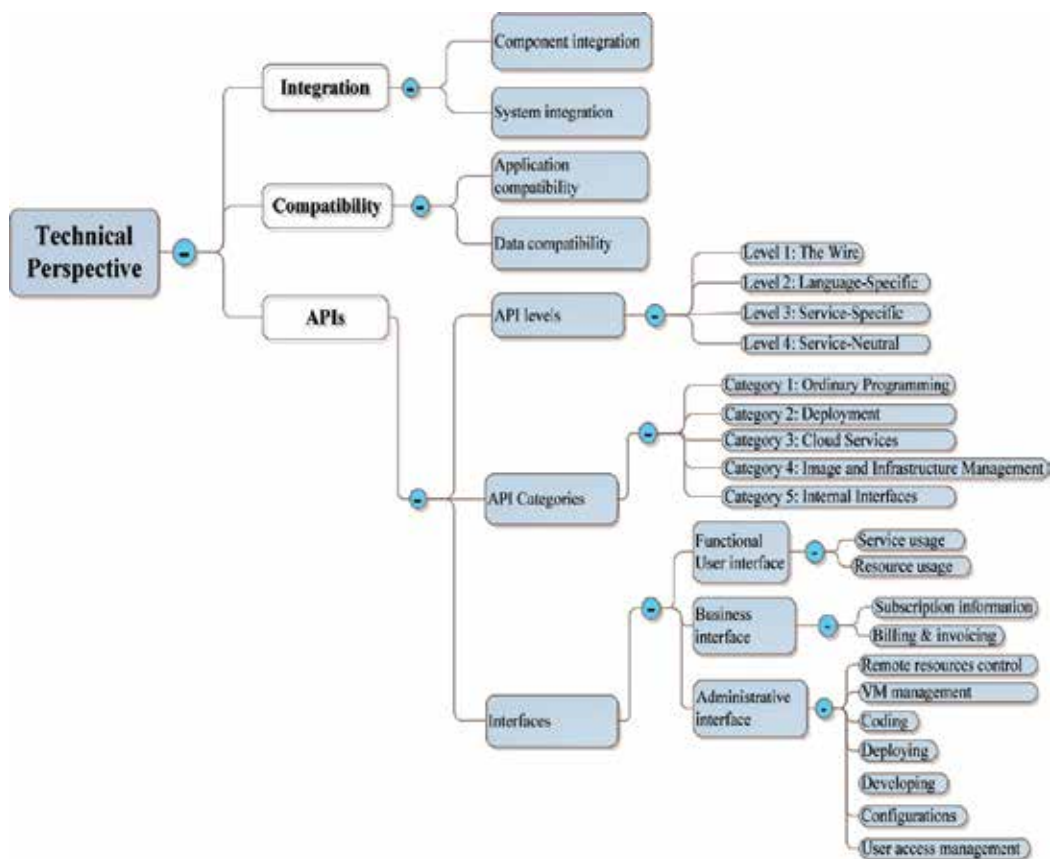 Technical
Perspective
Integration
Component integration
System integration
Compatibility
Application
compatibility
Data compatibility
APIs
API levels
Level 1: The Wire
Level 2: Language-Specific
Level 3: Service-Specific
Level 4: Service-Neutral
API Categories
Category 1: Ordinary Programming
Category 2: Deployment
Category 3: Cloud Services
Category 4: Image and Infrastructure Management
Category 5: Internal Interfaces
Interfaces
Functional
User interface
Service usage
Resource usage
Business
interface
Subscription information
Billing & invoicing
Administrative
interface
Remote resources control
VM management
Coding
Deploying
Developing
Configurations
User access management